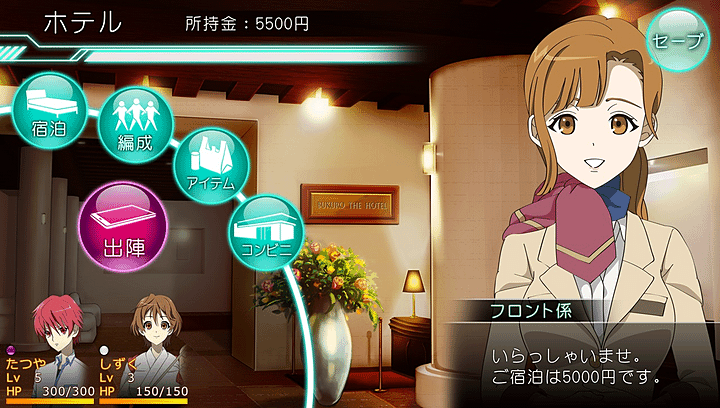 ホテル
所持金：5500円
セーブ
宿泊
編成
アイテム
出陣
コンビニ
THE HOTEL
たつや
Lv 5
HP 300/300
しずく
Lv 3
HP 150/150
フロント係
いらっしゃいませ。
ご宿泊は5000円です。